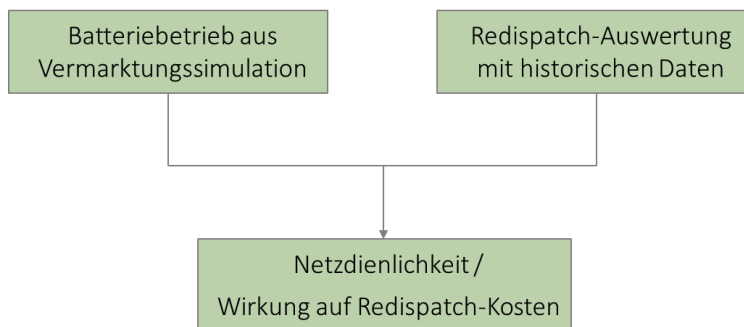 Batteriebetrieb aus
Vermarktungssimulation
Redispatch-Auswertung
mit historischen Daten
Netzdienlichkeit /
Wirkung auf Redispatch-Kosten